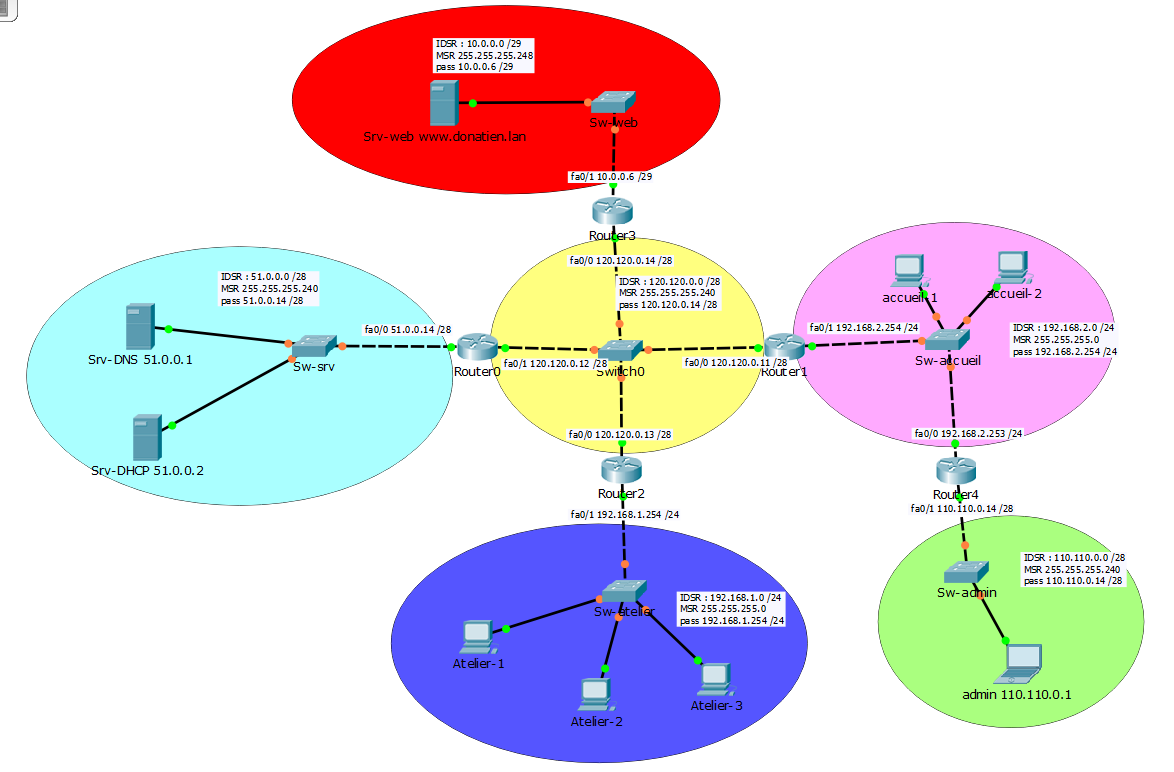 IDSR : 10.0.0.0 /29
MSR 255.255.255.248
pass 10.0.0.6 /29
Srv-web www.donatien.lan
Sw-web
fa0/1 10.0.0.6 /29
Router3
fa0/0 120.120.0.14 /28
IDSR : 120.120.0.0 /28
MSR 255.255.255.240
pass 120.120.0.14 /28
IDSR : 51.0.0.0 /28
MSR 255.255.255.240
pass 51.0.0.14 /28
Srv-DNS 51.0.0.1
Sw-srv
Srv-DHCP 51.0.0.2
fa0/0 51.0.0.14 /28
Router0
fa0/1 120.120.0.12 /28
Switch0
fa0/0 120.120.0.11 /28
Router1
fa0/1 192.168.2.254 /24
accueil-1
accueil-2
Sw-accueil
IDSR : 192.168.2.0 /24
MSR 255.255.255.0
pass 192.168.2.254 /24
fa0/0 192.168.2.253 /24
Router4
fa0/1 110.110.0.14 /28
fa0/0 120.120.0.13 /28
Router2
fa0/1 192.168.1.254 /24
Sw-atelier
IDSR : 192.168.1.0 /24
MSR 255.255.255.0
pass 192.168.1.254 /24
Atelier-1
Atelier-2
Atelier-3
IDSR : 110.110.0.0 /28
MSR 255.255.255.240
pass 110.110.0.14 /28
Sw-admin
admin 110.110.0.1